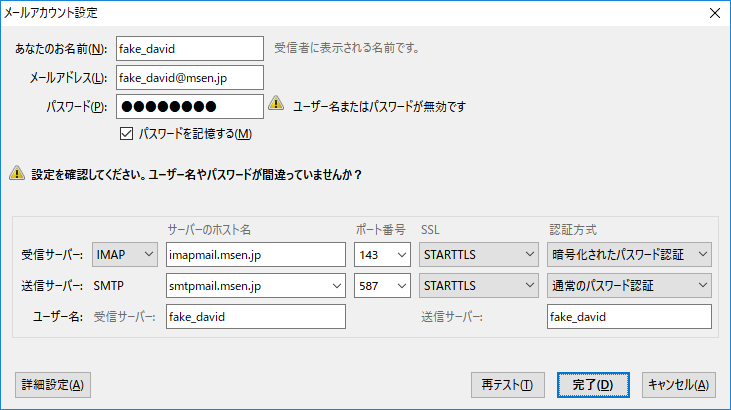 メールアカウント設定
あなたのお名前(N): fake_david 受信者に表示される名前です。
メールアドレス(L): fake_david@msen.jp
パスワード(P): ●●●●●●●● ユーザー名またはパスワードが無効です
パスワードを記憶する(M)
設定を確認してください。ユーザー名やパスワードが間違っていませんか？
サーバーのホスト名 ポート番号 SSL 認証方式
受信サーバー: IMAP imapmail.msen.jp 143 STARTTLS 暗号化されたパスワード認証
送信サーバー: SMTP smtpmail.msen.jp 587 STARTTLS 通常のパスワード認証
ユーザー名: 受信サーバー: fake_david 送信サーバー: fake_david
詳細設定(A) 再テスト(T) 完了(D) キャンセル(A)